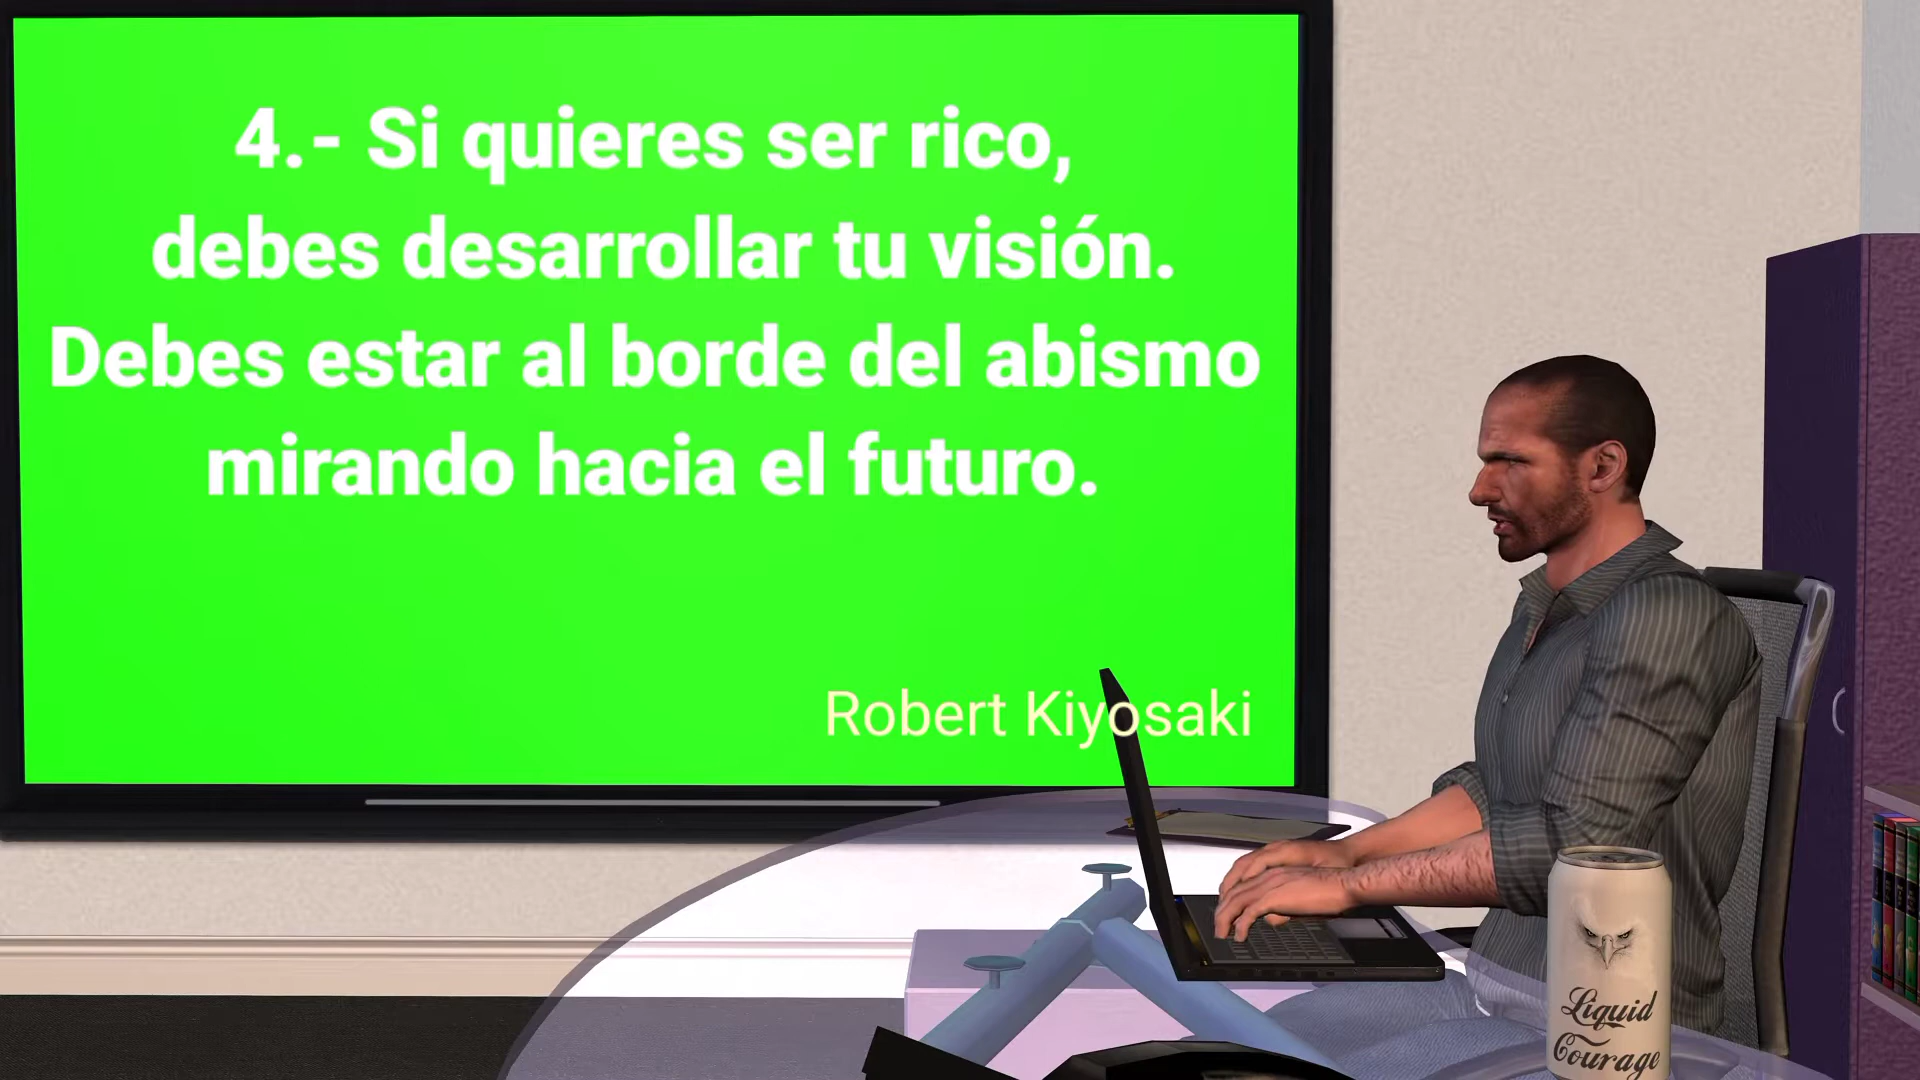 4.- Si quieres ser rico,
debes desarrollar tu visión.
Debes estar al borde del abismo
mirando hacia el futuro.
Robert Kiyosaki
Liquid
Courage